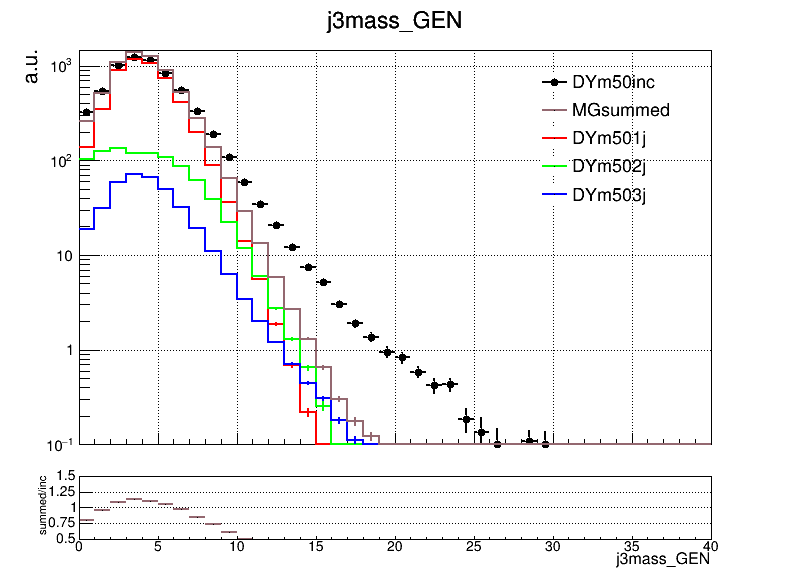 j3mass_GEN
a.u.
DYm50inc
MGsummed
DYm501j
DYm502j
DYm503j
10³
10²
10
1
10⁻¹
summed/inc
1.5
1.25
1
0.75
0.5
0 5 10 15 20 25 30 35 40
j3mass_GEN